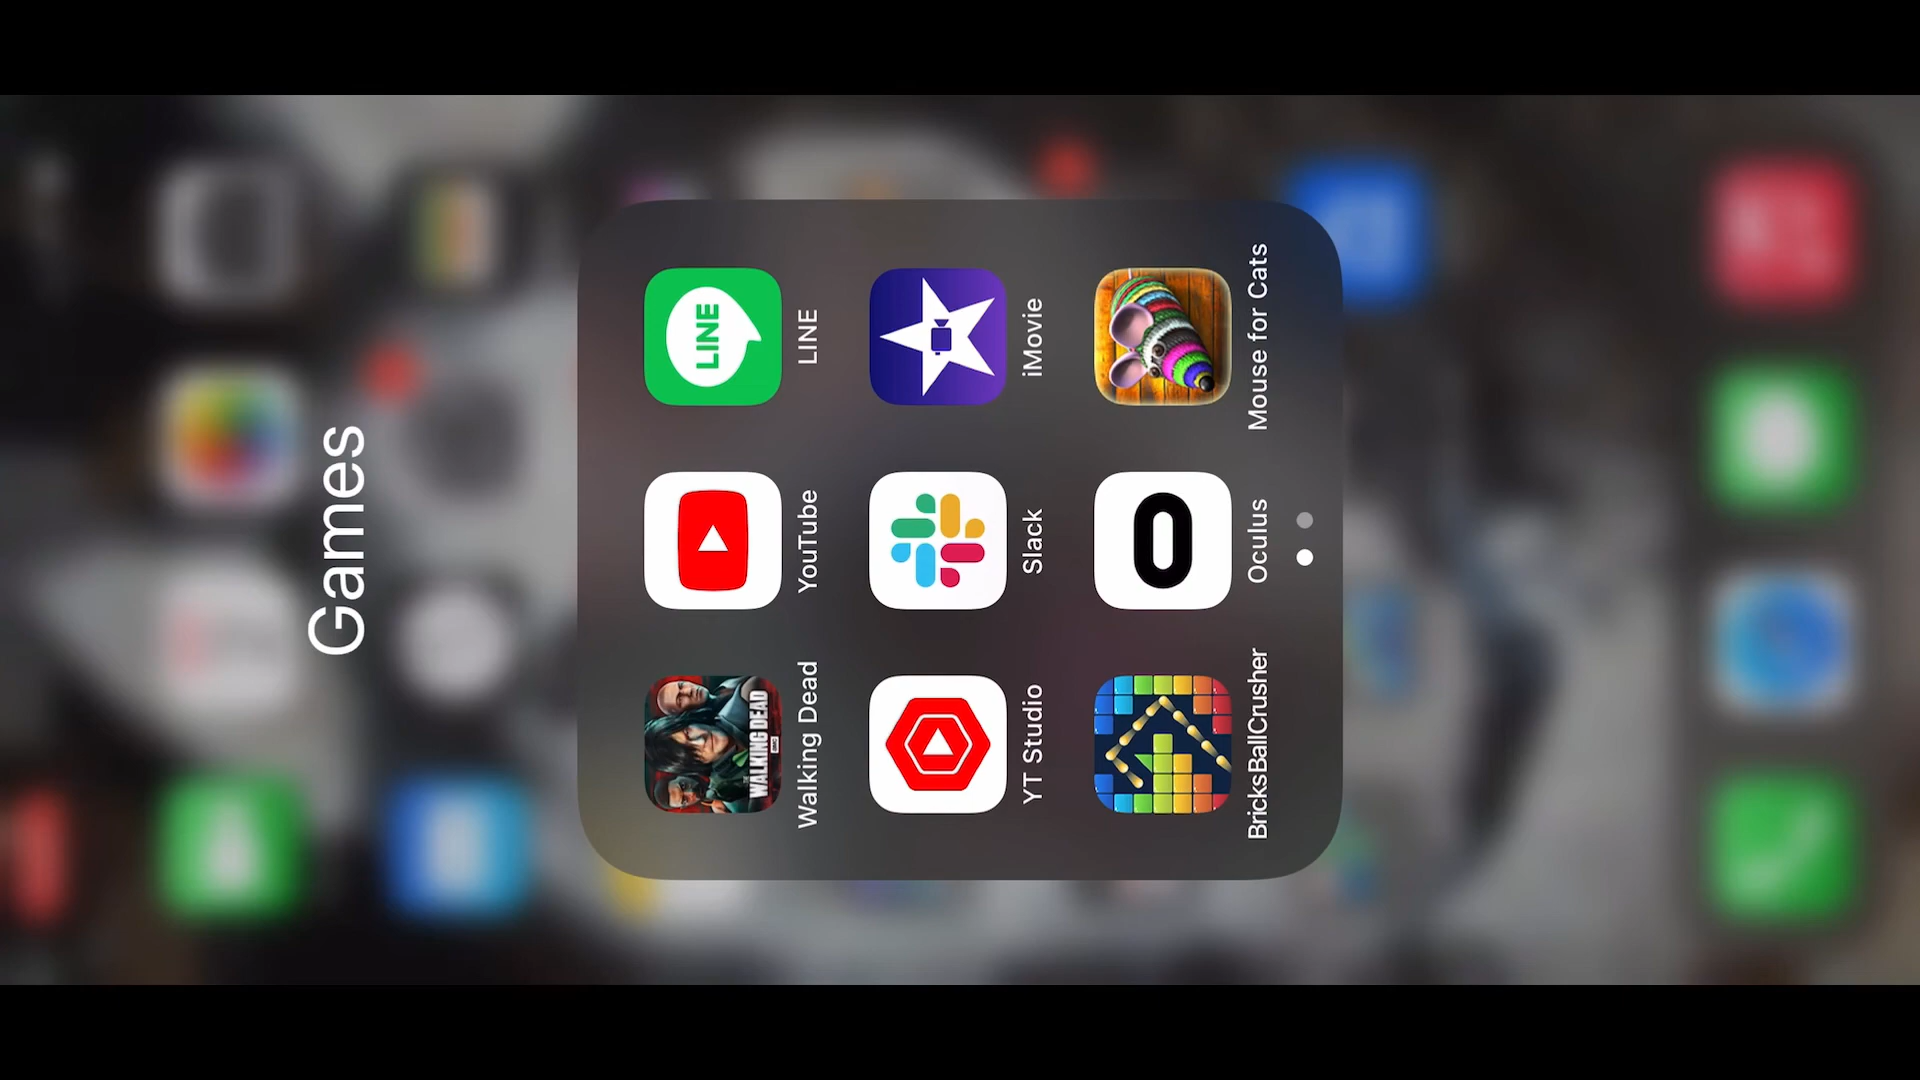 Games
WALKING DEAD
LINE
Walking Dead
YouTube
LINE
YT Studio
Slack
iMovie
BricksBallCrusher
Oculus
Mouse for Cats